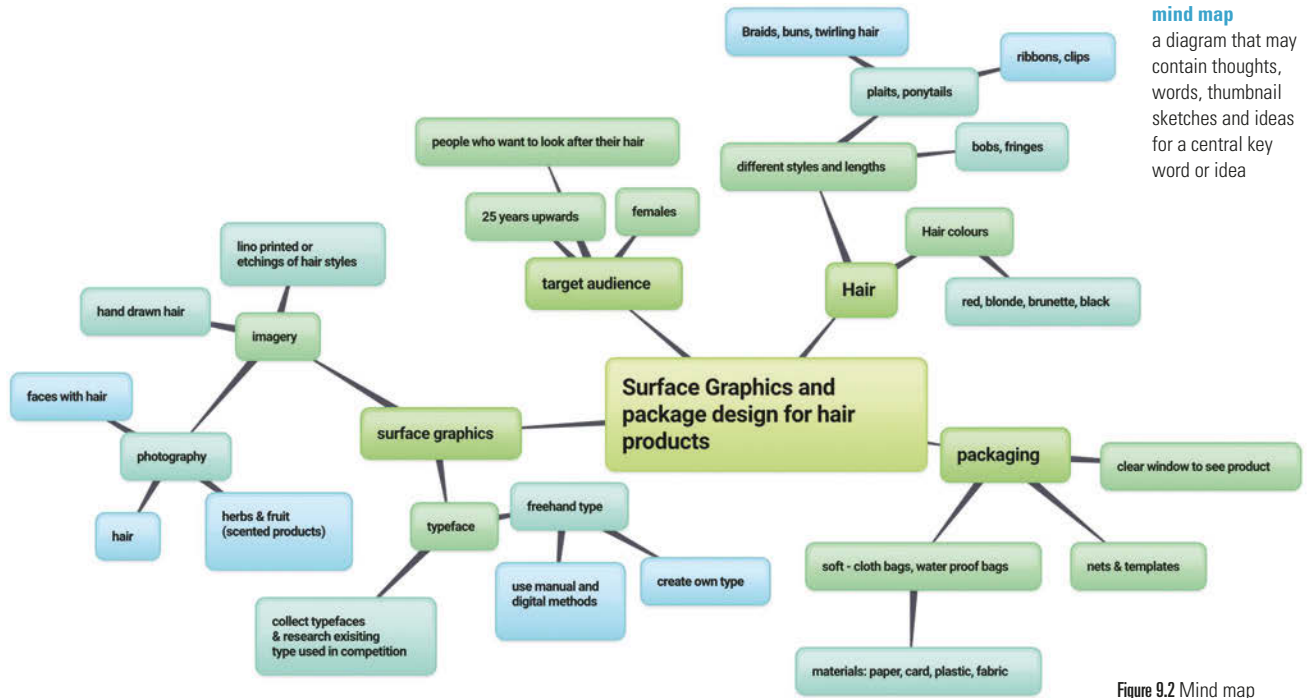 mind map
a diagram that may
contain thoughts,
words, thumbnail
sketches and ideas
for a central key
word or idea
Braids, buns, twirling hair
ribbons, clips
plaits, ponytails
people who want to look after their hair
different styles and lengths
bobs, fringes
25 years upwards
females
lino printed or
etchings of hair styles
Hair colours
target audience
Hair
hand drawn hair
red, blonde, brunette, black
imagery
Surface Graphics and
package design for hair
products
faces with hair
surface graphics
photography
packaging
clear window to see product
hair
herbs & fruit
(scented products)
typeface
freehand type
use manual and
digital methods
create own type
soft - cloth bags, water proof bags
nets & templates
collect typefaces
& research exisiting
type used in competition
materials: paper, card, plastic, fabric
Figure 9.2 Mind map